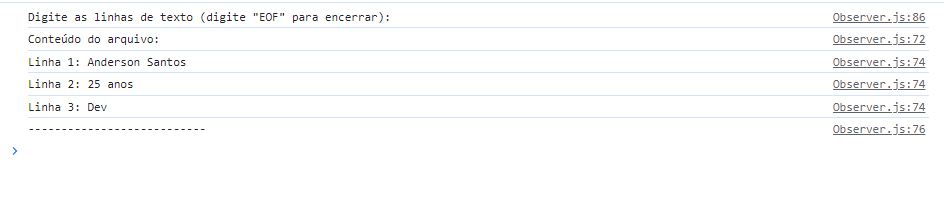 Digite as linhas de texto (digite "EOF" para encerrar): Observer.js:86
Conteúdo do arquivo: Observer.js:72
Linha 1: Anderson Santos Observer.js:74
Linha 2: 25 anos Observer.js:74
Linha 3: Dev Observer.js:74
--------------------------- Observer.js:76
>